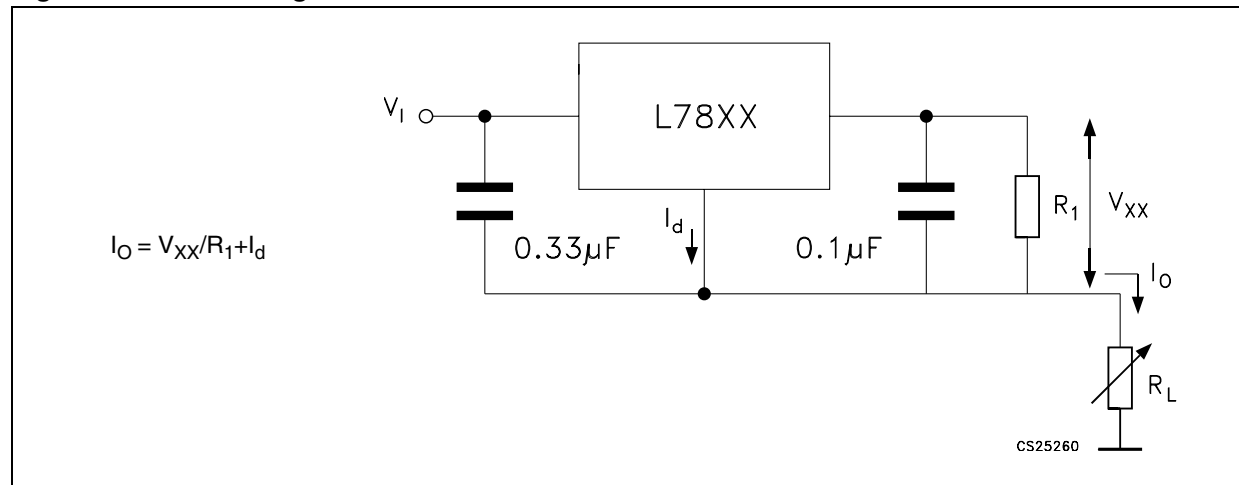 L78XX
V_I
I_d
R_1
V_XX
0.33µF
0.1µF
I_O = V_XX/R_1+I_d
I_O
R_L
CS25260